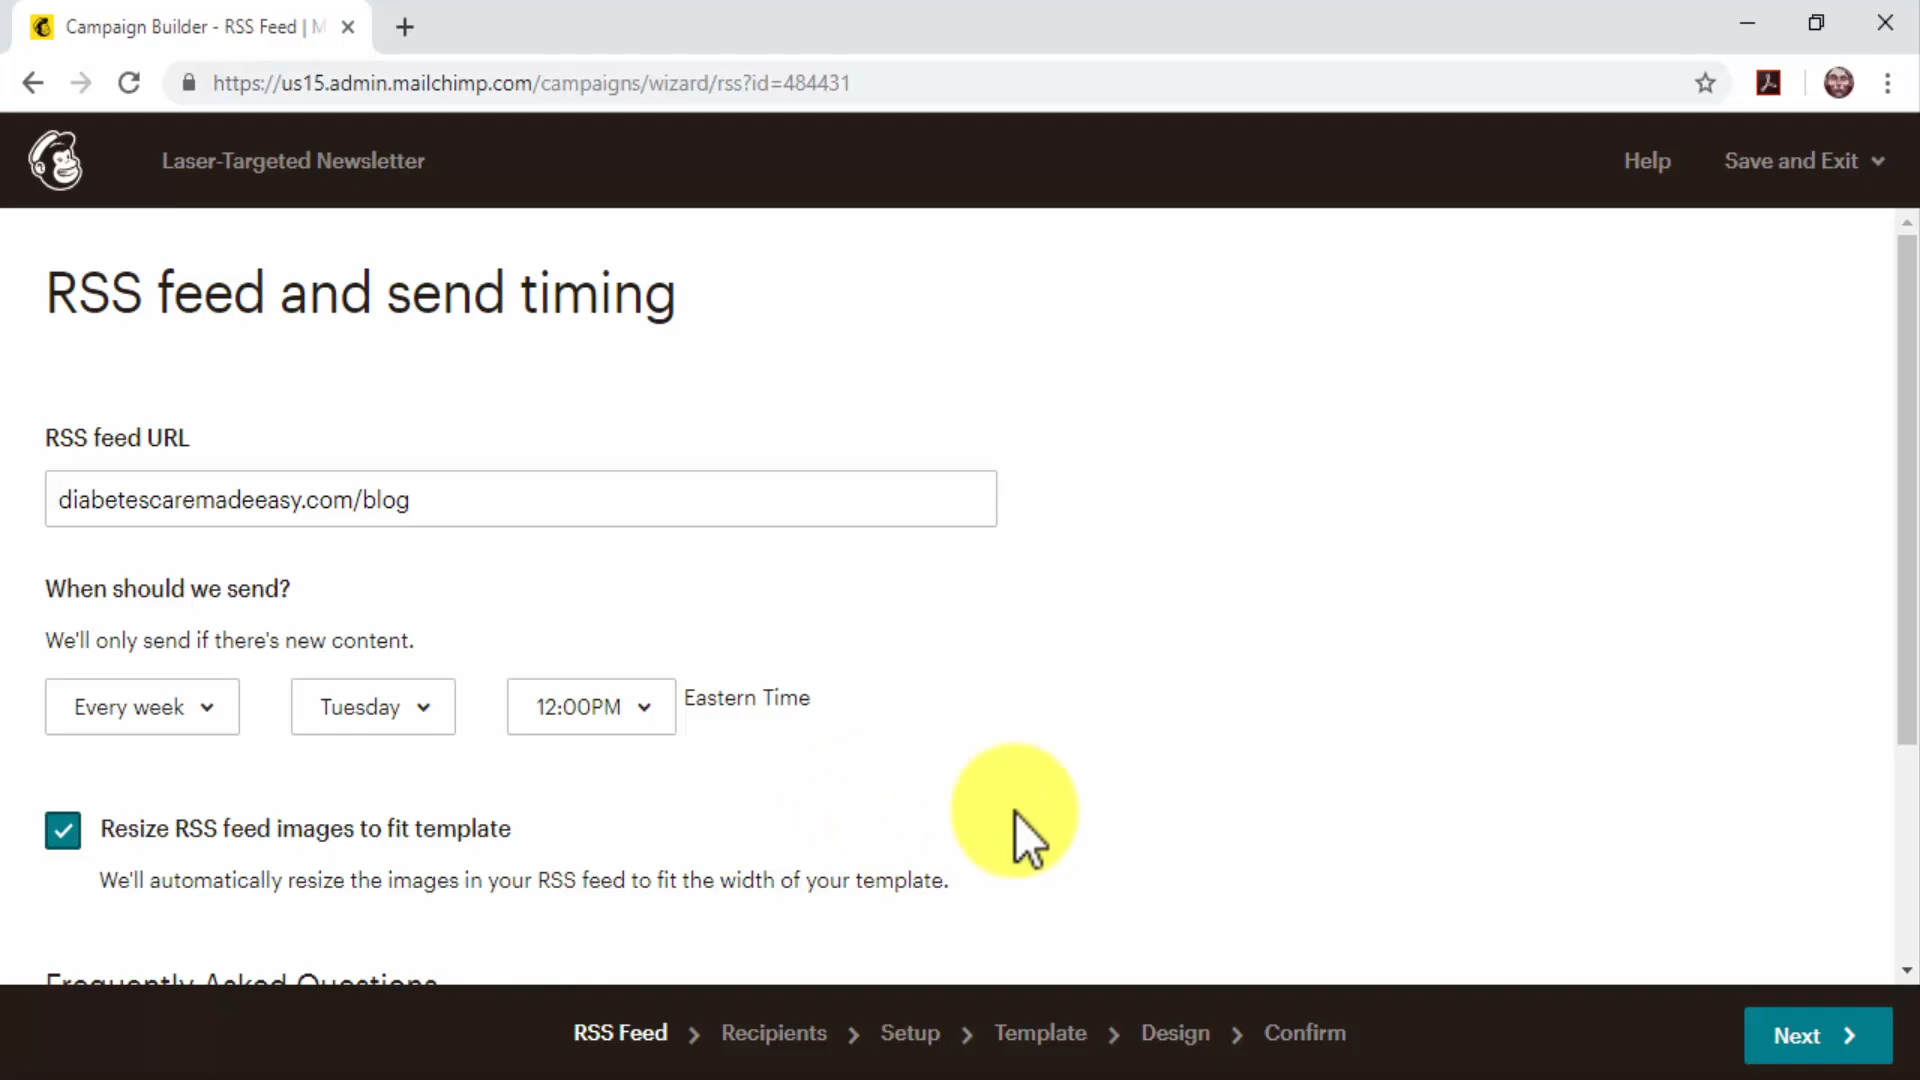 Campaign Builder - RSS Feed | M
https://us15.admin.mailchimp.com/campaigns/wizard/rss?id=484431
Laser-Targeted Newsletter
Help
Save and Exit
RSS feed and send timing
RSS feed URL
diabetescaremadeeasy.com/blog
When should we send?
We'll only send if there's new content.
Every week
Tuesday
12:00PM
Eastern Time
Resize RSS feed images to fit template
We'll automatically resize the images in your RSS feed to fit the width of your template.
Frequently Asked Questions
RSS Feed > Recipients > Setup > Template > Design > Confirm
Next >